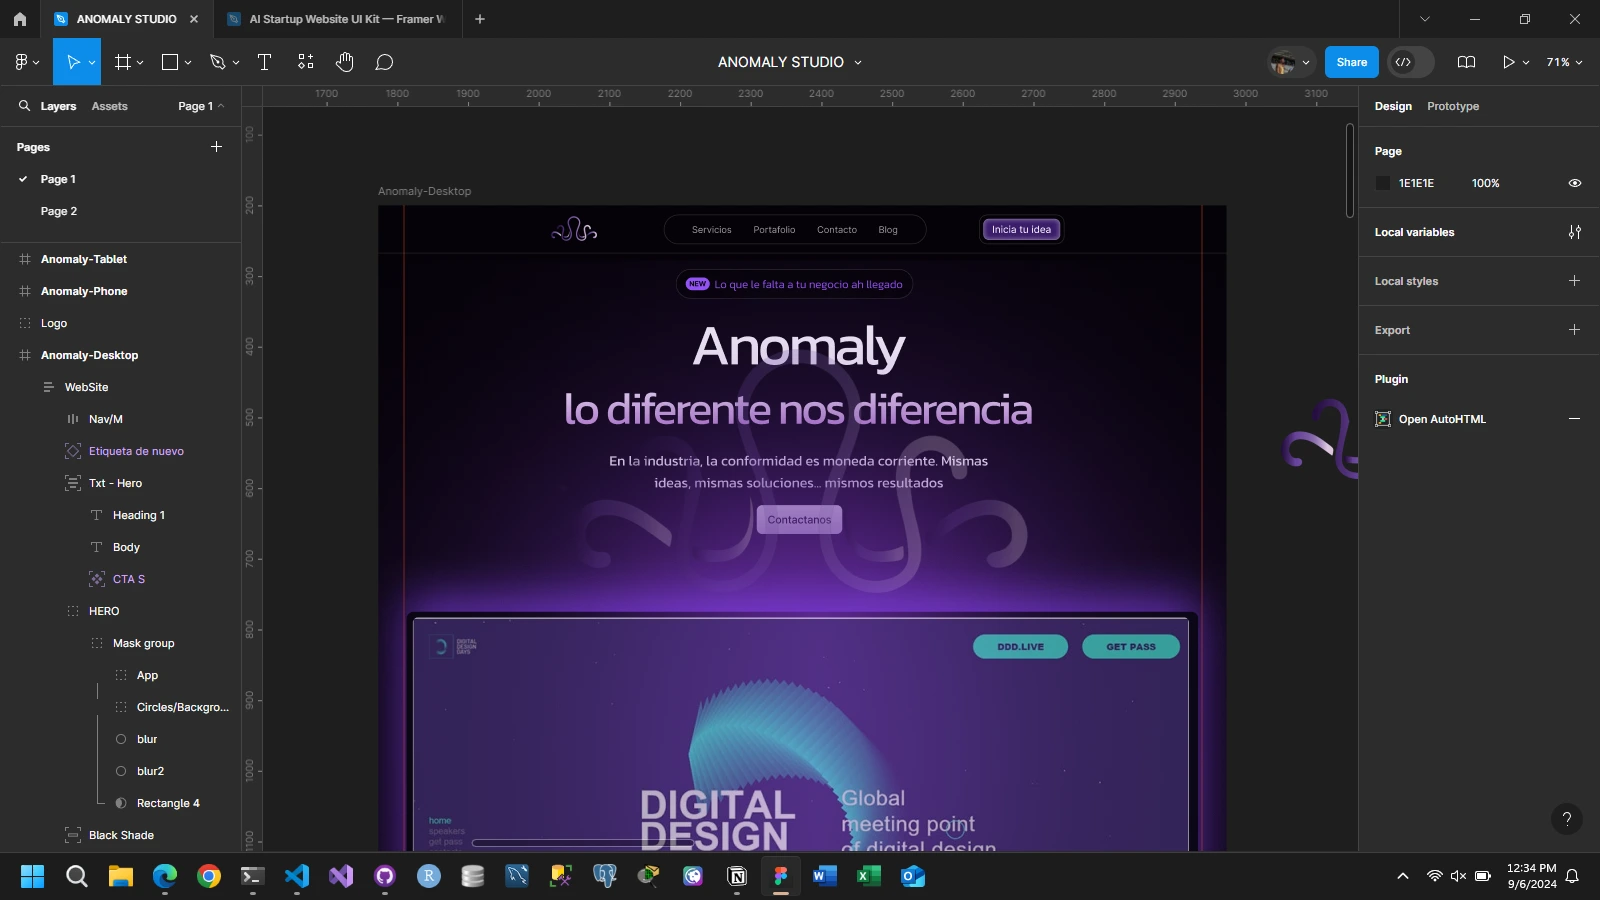 ANOMALY STUDIO
AI Startup Website UI Kit — Framer W
ANOMALY STUDIO
Share
71%
Layers
Assets
Page 1
1700 1800 1900 2000 2100 2200 2300 2400 2500 2600 2700 2800 2900 3000 3100
Design
Prototype
Pages
Page 1
Page 2
Anomaly-Tablet
Anomaly-Phone
Logo
Anomaly-Desktop
WebSite
Nav/M
Etiqueta de nuevo
Txt - Hero
Heading 1
Body
CTA S
HERO
Mask group
App
Circles/Backgro...
blur
blur2
Rectangle 4
Black Shade
100
200
300
400
500
600
700
800
900
1000
1100
Anomaly-Desktop
Servicios Portafolio Contacto Blog
Inicia tu idea
NEW Lo que le falta a tu negocio ah llegado
Anomaly
lo diferente nos diferencia
En la industria, la conformidad es moneda corriente. Mismas
ideas, mismas soluciones... mismos resultados
Contactanos
DIGITAL
DESIGN
DAYS
DDD.LIVE
GET PASS
DIGITAL
DESIGN
Global
meeting point
of digital design
home
speakers
get pass
Page
1E1E1E 100%
Local variables
Local styles
Export
Plugin
Open AutoHTML
?
12:34 PM
9/6/2024